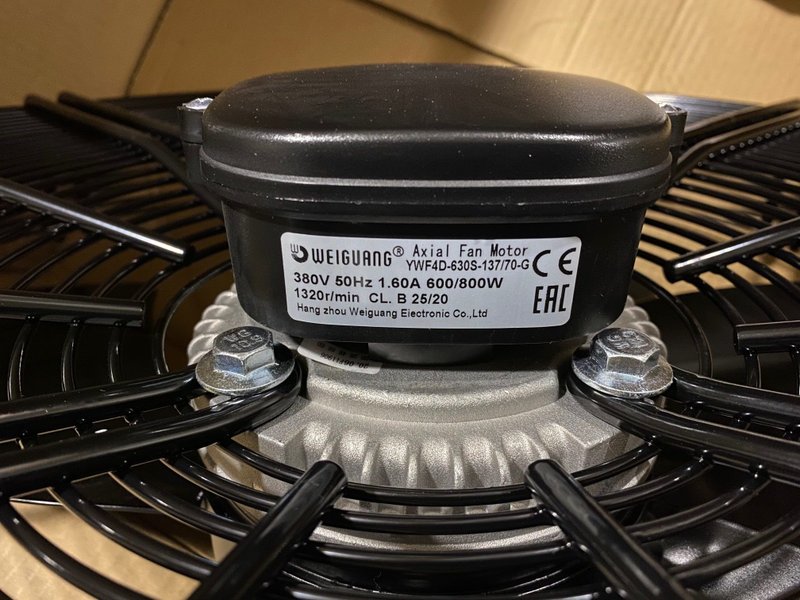 WEIGUANG® Axial Fan Motor
YWF4D-630S-137/70-G
CE
380V 50Hz 1.60A 600/800W
1320r/min CL. B 25/20
EAC
Hang zhou Weiguang Electronic Co.,Ltd